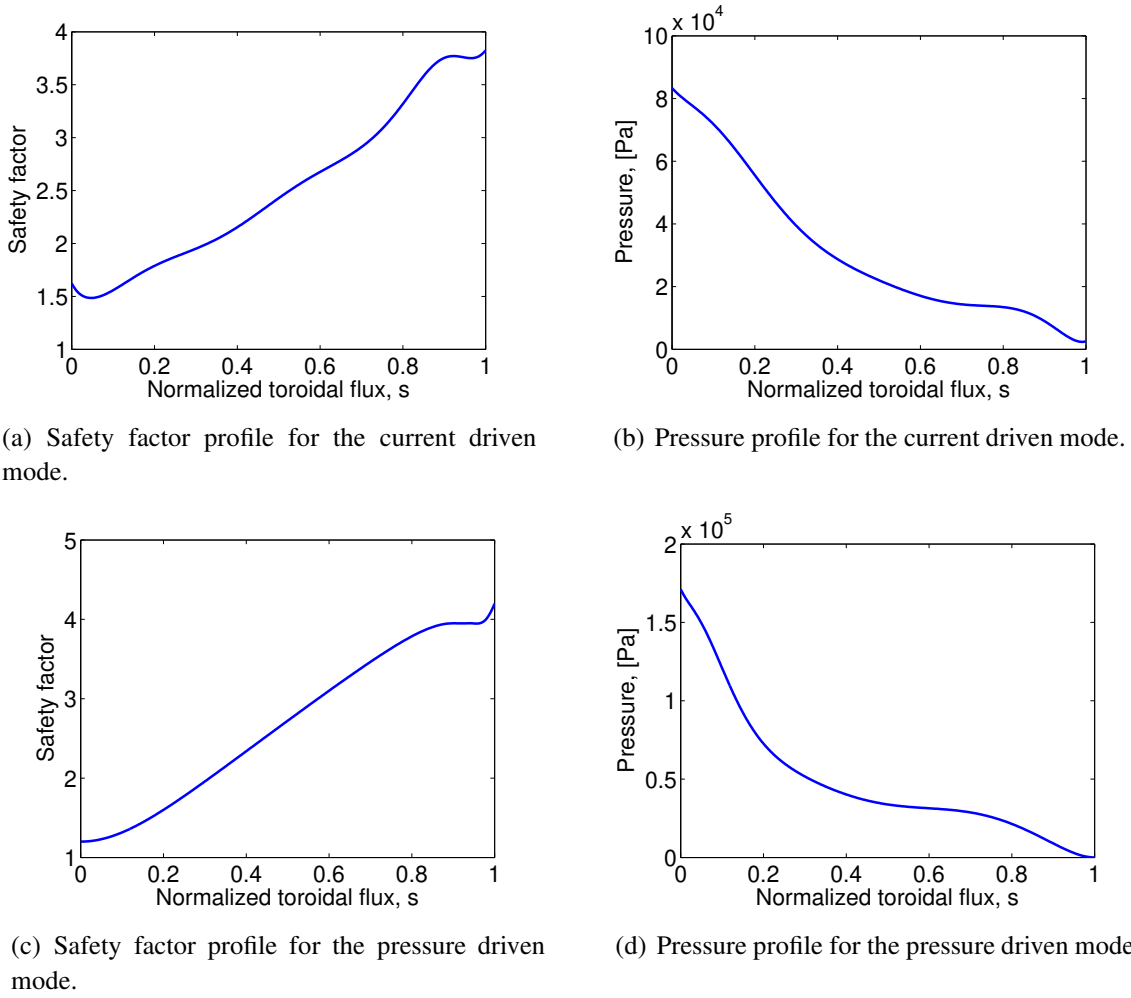 4
3.5
3
2.5
2
1.5
1
Safety factor
0 0.2 0.4 0.6 0.8 1
Normalized toroidal flux, s
x 10^4
10
8
6
4
2
0
Pressure, [Pa]
0 0.2 0.4 0.6 0.8 1
Normalized toroidal flux, s
(a) Safety factor profile for the current driven
mode.
(b) Pressure profile for the current driven mode.
5
4
3
2
1
Safety factor
0 0.2 0.4 0.6 0.8 1
Normalized toroidal flux, s
x 10^5
2
1.5
1
0.5
0
Pressure, [Pa]
0 0.2 0.4 0.6 0.8 1
Normalized toroidal flux, s
(c) Safety factor profile for the pressure driven
mode.
(d) Pressure profile for the pressure driven mode